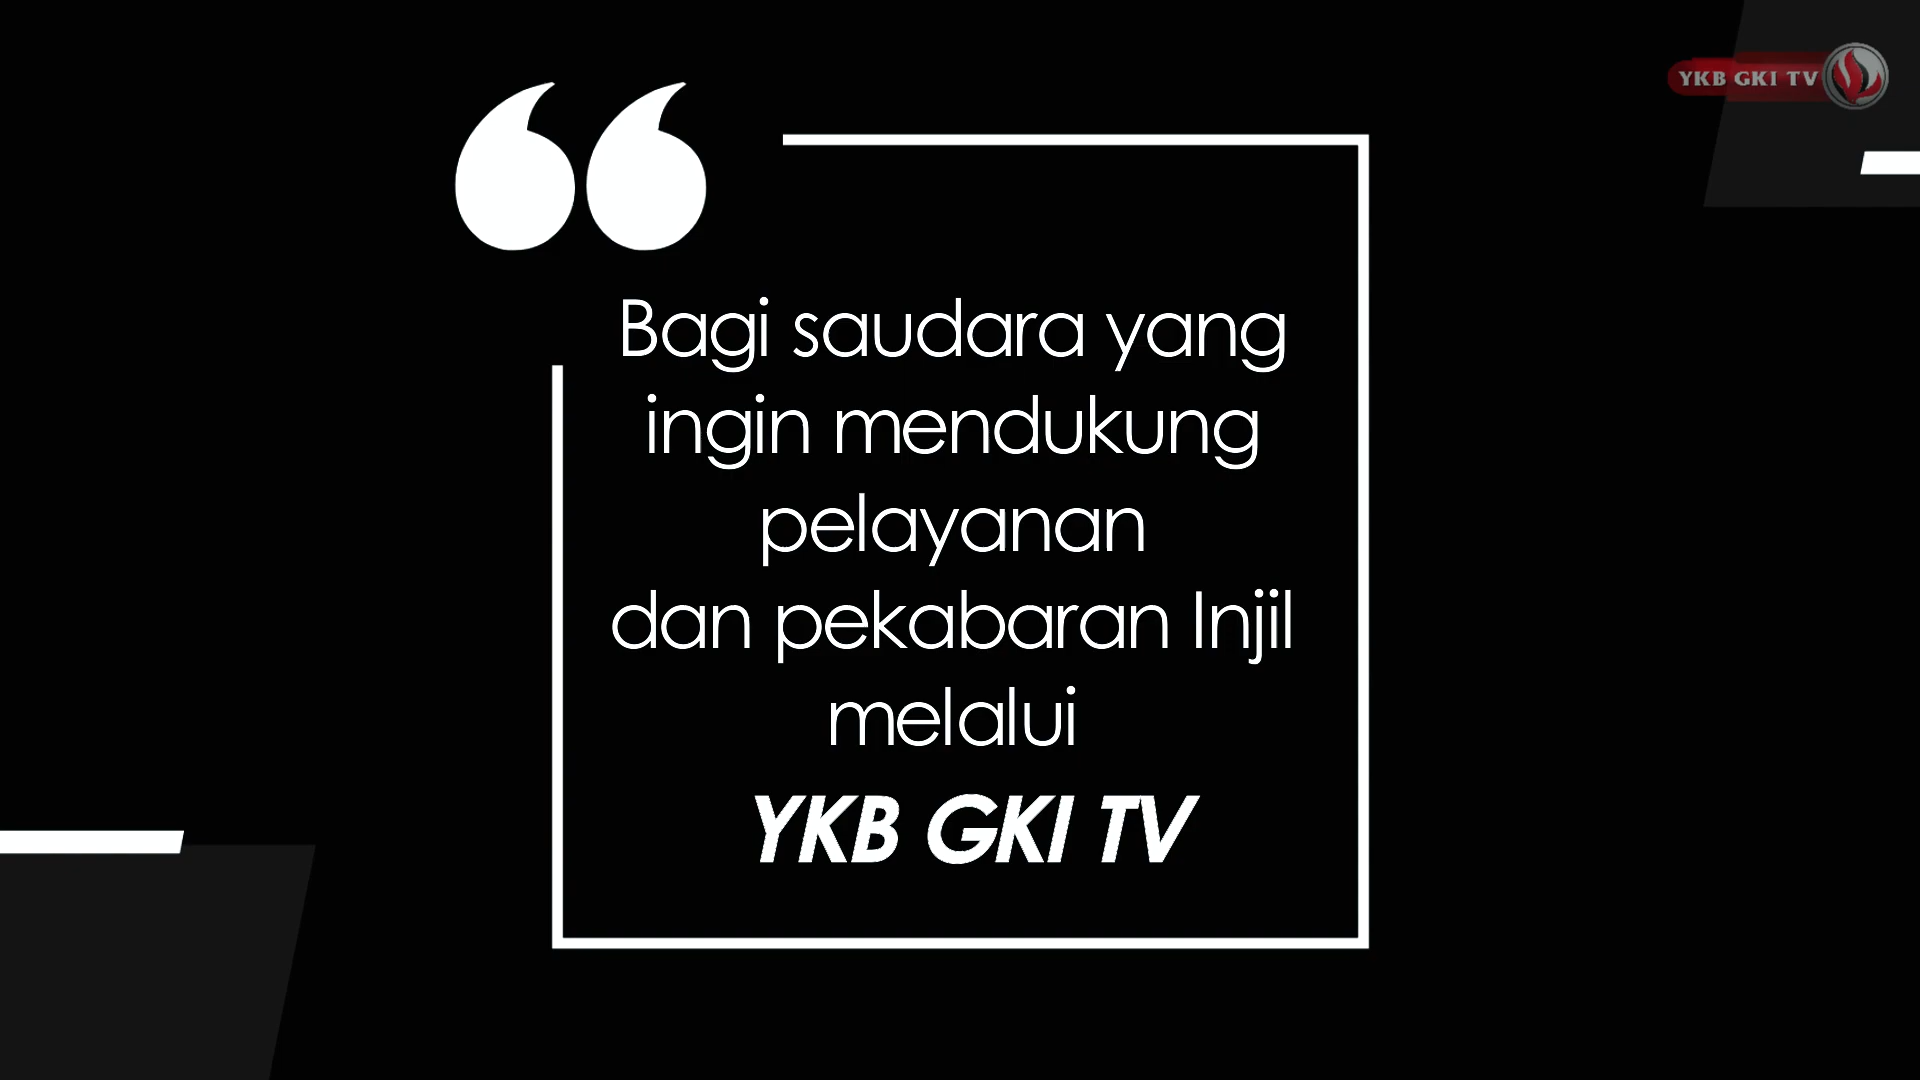 YKB GKI TV
Bagi saudara yang
ingin mendukung
pelayanan
dan pekabaran Injil
melalui
YKB GKI TV